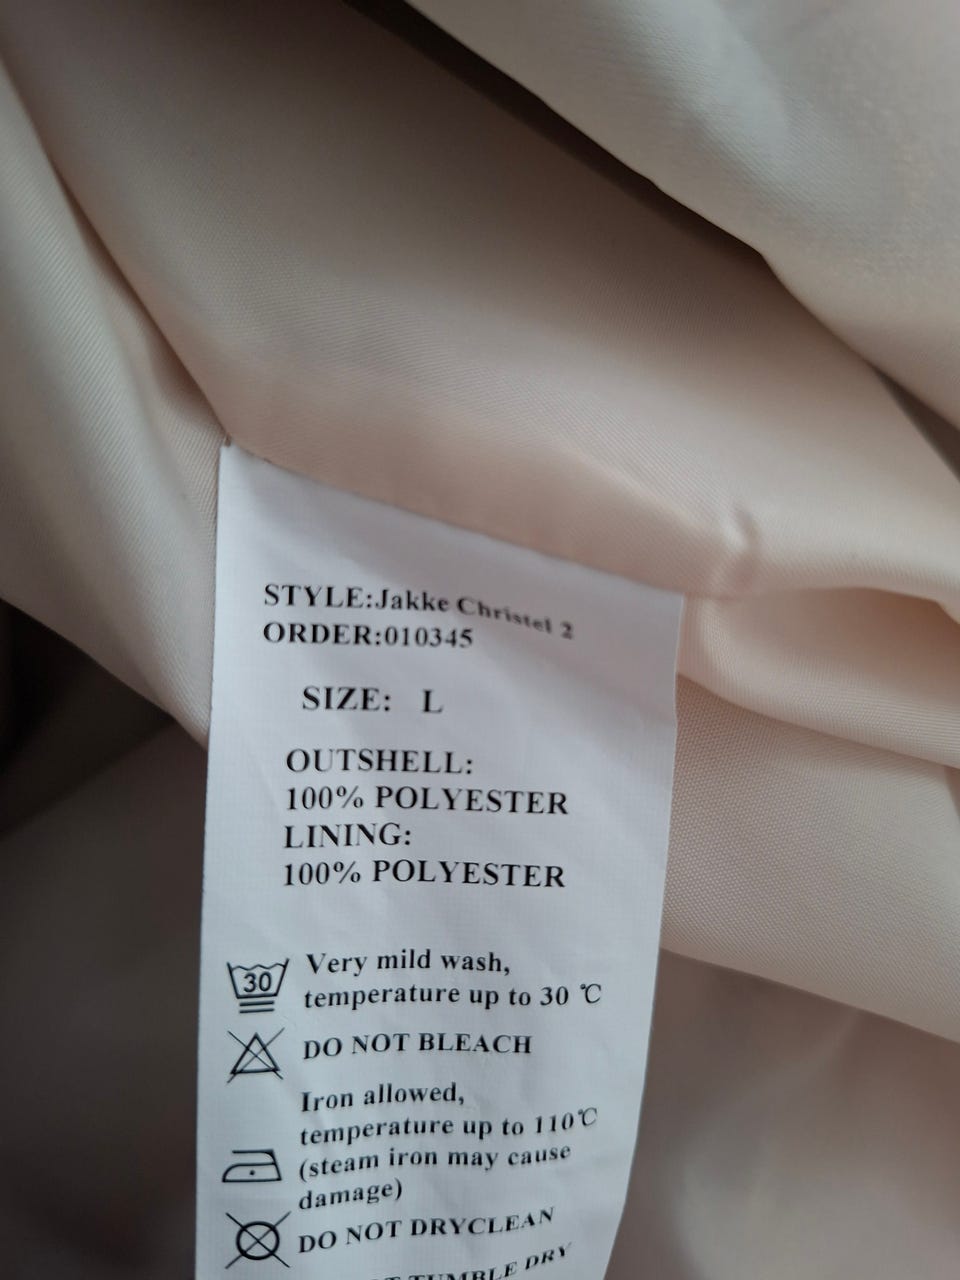 STYLE:Jakke Christel 2
ORDER:010345
SIZE: L
OUTSHELL:
100% POLYESTER
LINING:
100% POLYESTER
30 Very mild wash,
temperature up to 30 ℃
DO NOT BLEACH
Iron allowed,
temperature up to 110℃
(steam iron may cause
damage)
DO NOT DRYCLEAN
TUMBLE DRY